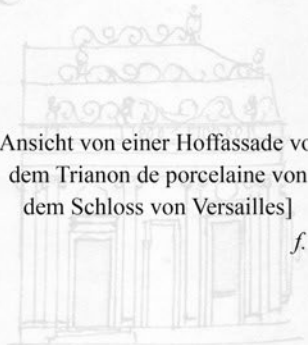 Ansicht von einer Hoffassade vo
dem Trianon de porcelaine von
dem Schloss von Versailles]
f.